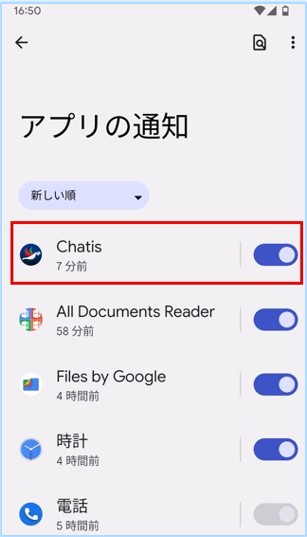 16:50
アプリの通知
新しい順
Chatis
7 分前
All Documents Reader
58 分前
Files by Google
4 時間前
時計
4 時間前
電話
5 時間前